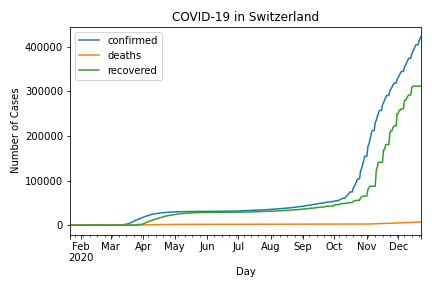 COVID-19 in Switzerland
confirmed
deaths
recovered
Number of Cases
400000
300000
200000
100000
0
Feb Mar Apr May Jun Jul Aug Sep Oct Nov Dec
2020
Day